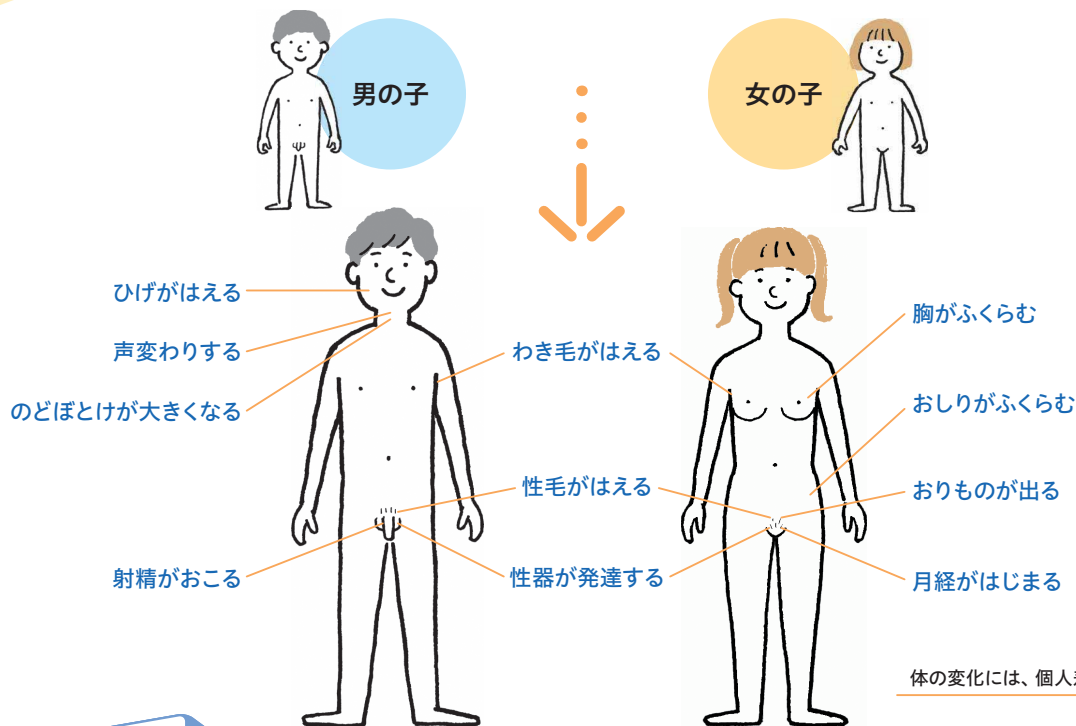 男の子
女の子
ひげがはえる
声変わりする
のどぼとけが大きくなる
射精がおこる
わき毛がはえる
性毛がはえる
性器が発達する
胸がふくらむ
おしりがふくらむ
おりものが出る
月経がはじまる
体の変化には、個人